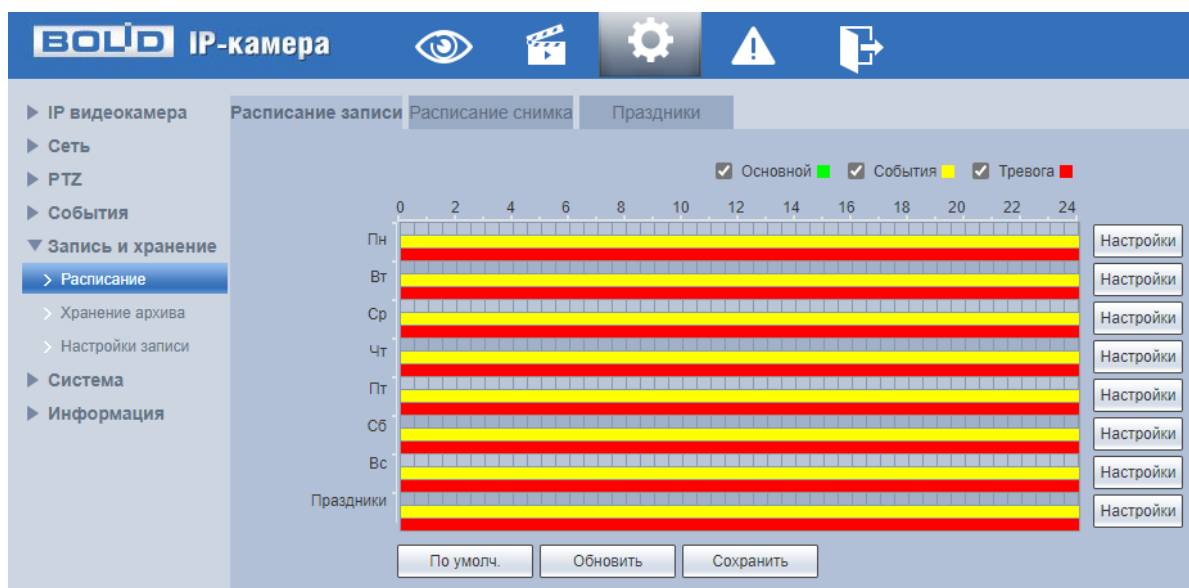 BOLID IP-камера
IP видеокамера
Сеть
PTZ
События
Запись и хранение
Расписание
Хранение архива
Настройки записи
Система
Информация
Расписание записи Расписание снимка Праздники
Основной События Тревога
0 2 4 6 8 10 12 14 16 18 20 22 24
Пн Настройки
Вт Настройки
Ср Настройки
Чт Настройки
Пт Настройки
Сб Настройки
Вс Настройки
Праздники Настройки
По умолч. Обновить Сохранить